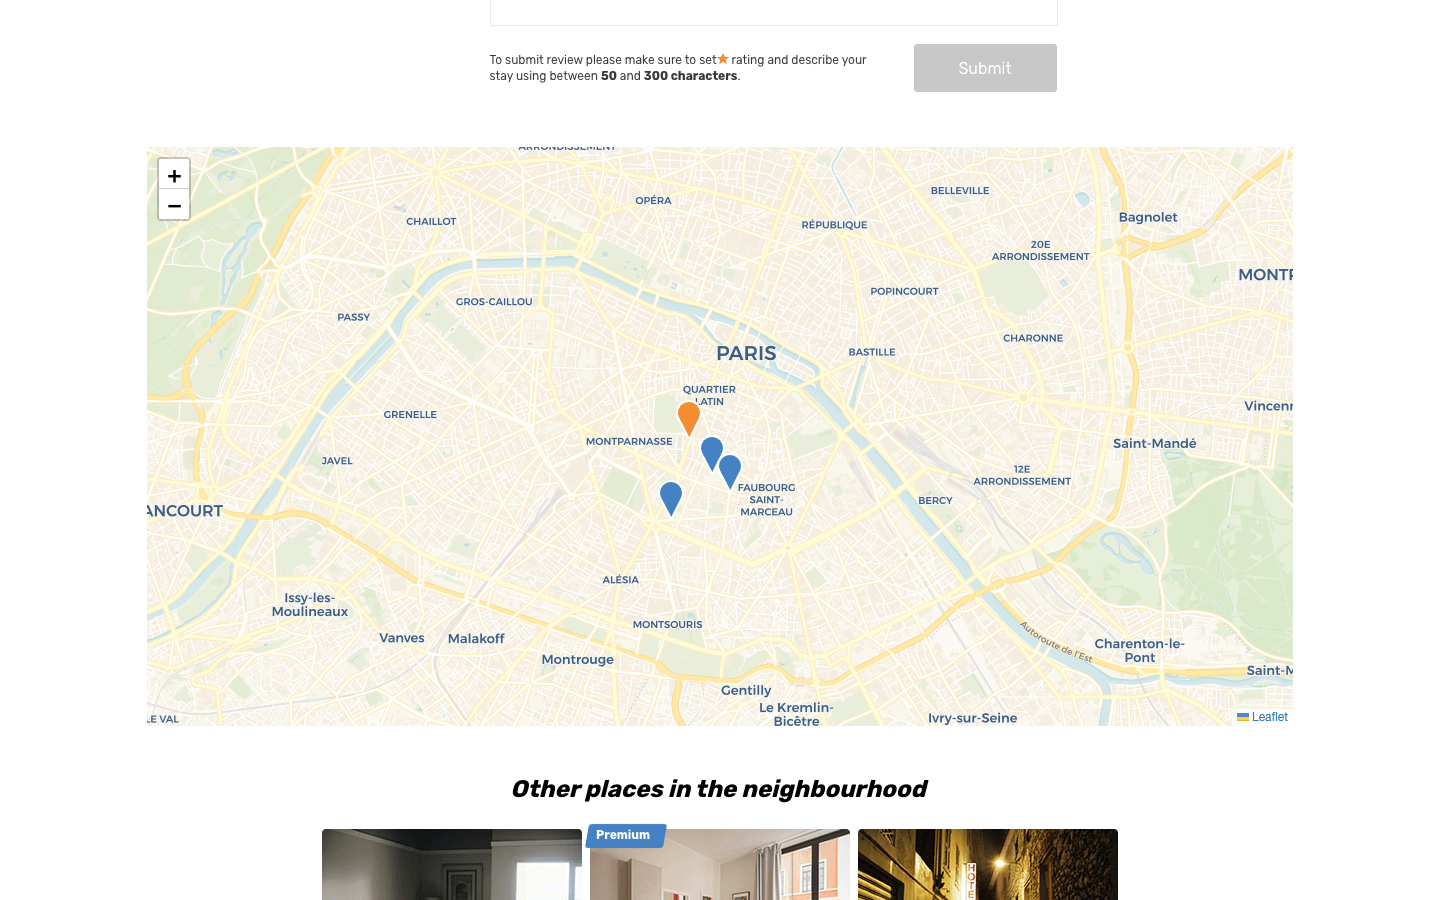 To submit review please make sure to set rating and describe your
stay using between 50 and 300 characters.
Submit
+
−
ARRONDISSEMENT
OPÉRA
BELLEVILLE
CHAILLOT
RÉPUBLIQUE
Bagnolet
20E
ARRONDISSEMENT
MONTR
GROS-CAILLOU
POPINCOURT
PASSY
CHARONNE
PARIS
BASTILLE
QUARTIER
LATIN
GRENELLE
Vincenn
MONTPARNASSE
Saint-Mandé
JAVEL
12E
ARRONDISSEMENT
FAUBOURG
SAINT-
MARCEAU
BERCY
ANCOURT
ALÉSIA
Issy-les-
Moulineaux
MONTSOURIS
Vanves
Malakoff
Autoroute de l'Est
Charenton-le-
Pont
Montrouge
Saint-M
Gentilly
Le Kremlin-
Bicêtre
Ivry-sur-Seine
LE VAL
Leaflet
Other places in the neighbourhood
Premium
HOTE